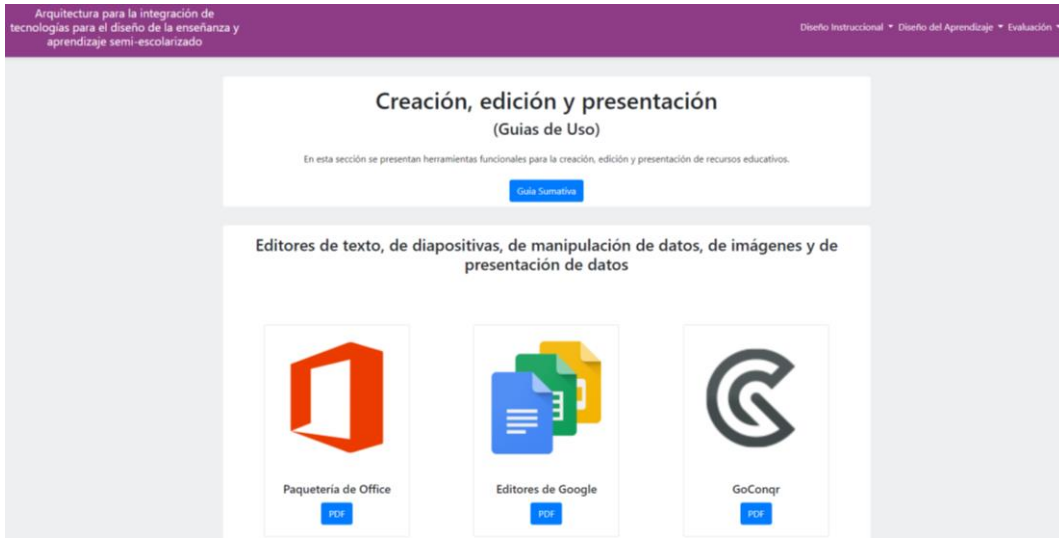 Arquitectura para la integración de
tecnologías para el diseño de la enseñanza y
aprendizaje semi-escolarizado
Diseño Instruccional Diseño del Aprendizaje Evaluación
Creación, edición y presentación
(Guias de Uso)
En esta sección se presentan herramientas funcionales para la creación, edición y presentación de recursos educativos.
Guía Sumativa
Editores de texto, de diapositivas, de manipulación de datos, de imágenes y de
presentación de datos
Paquetería de Office
Editores de Google
GoConqr
PDF
PDF
PDF